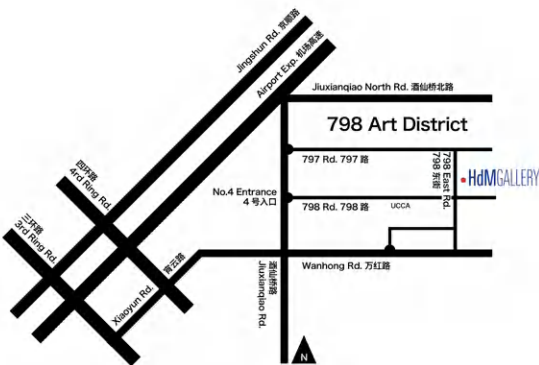 Jingshun Rd. 京顺路
Airport Exp. 机场高速
Jiuxianqiao North Rd. 酒仙桥北路
798 Art District
797 Rd. 797 路
798 East Rd.
798 东街
四环路
4rd Ring Rd.
No.4 Entrance
4 号入口
HdMGALLERY
798 Rd. 798 路
UCCA
三环路
3rd Ring Rd.
Xiaoyun Rd. 霄云路
酒仙桥路
Jiuxianqiao Rd.
Wanhong Rd. 万红路
N